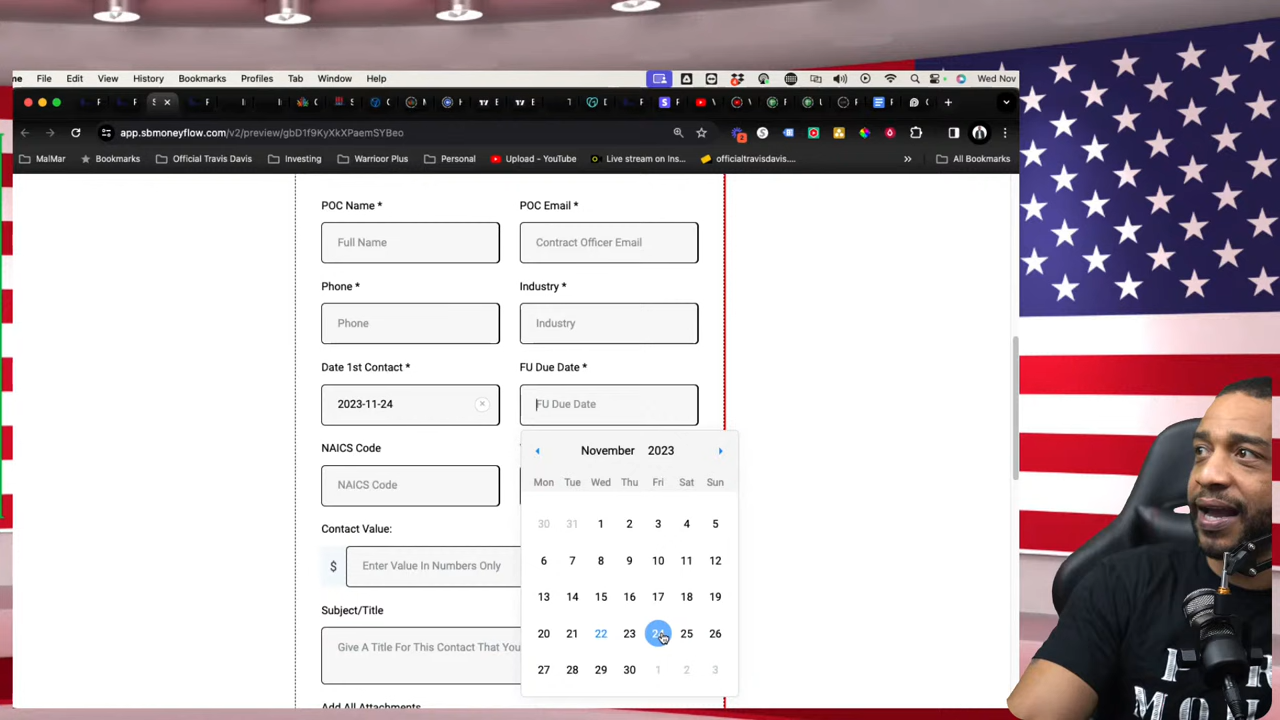 File Edit View History Bookmarks Profiles Tab Window Help Wed Nov
app.sbmoneyflow.com/v2/preview/gbD1f9KyXkXPaemSYBeo
MalMar Bookmarks Official Travis Davis Investing Warrioor Plus Personal Upload - YouTube Live stream on Ins... officialtravisdavis.... » All Bookmarks
POC Name * POC Email *
Full Name Contract Officer Email
Phone * Industry *
Phone Industry
Date 1st Contact * FU Due Date *
2023-11-24 FU Due Date
NAICS Code
NAICS Code
November 2023
Mon Tue Wed Thu Fri Sat Sun
30 31 1 2 3 4 5
6 7 8 9 10 11 12
13 14 15 16 17 18 19
20 21 22 23 24 25 26
27 28 29 30 1 2 3
Contact Value:
$ Enter Value In Numbers Only
Subject/Title
Give A Title For This Contact That You
Add All Attachments